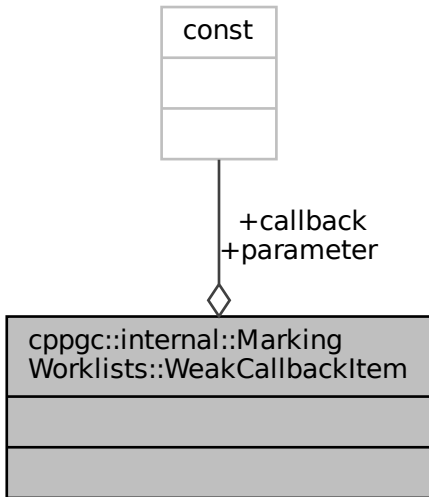 const
+callback
+parameter
cppgc::internal::Marking
Worklists::WeakCallbackItem